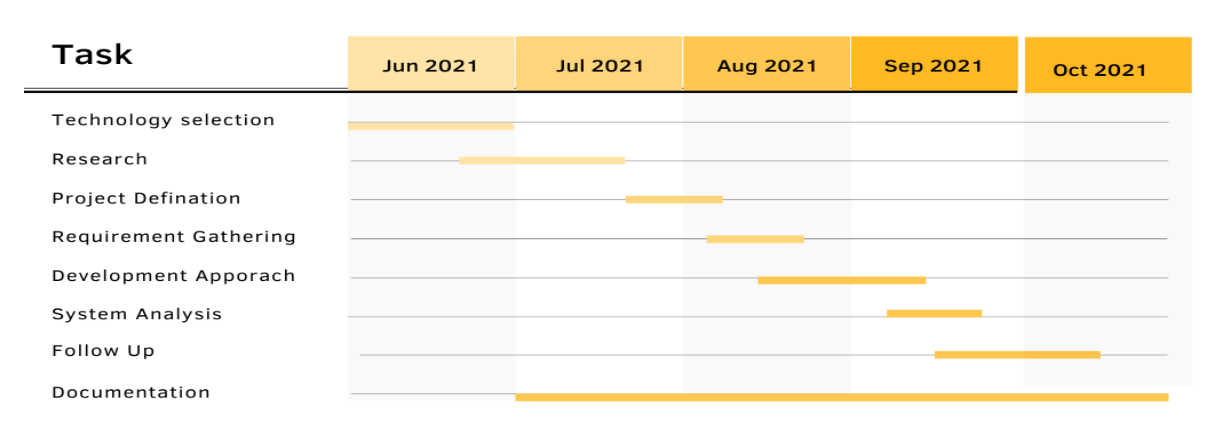 Task
Jun 2021
Jul 2021
Aug 2021
Sep 2021
Oct 2021
Technology selection
Research
Project Defination
Requirement Gathering
Development Apporach
System Analysis
Follow Up
Documentation